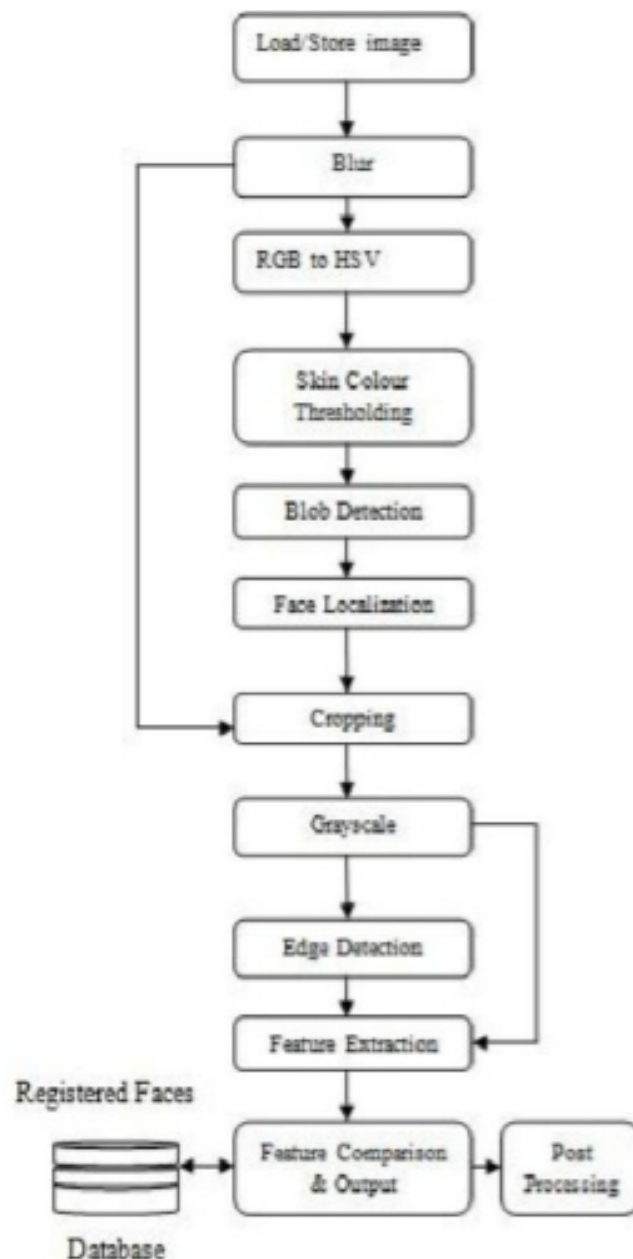 Load/Store image
Blur
RGB to HSV
Skin Colour
Thresholding
Blob Detection
Face Localization
Cropping
Grayscale
Edge Detection
Feature Extraction
Registered Faces
Feature Comparison
& Output
Post
Processing
Database